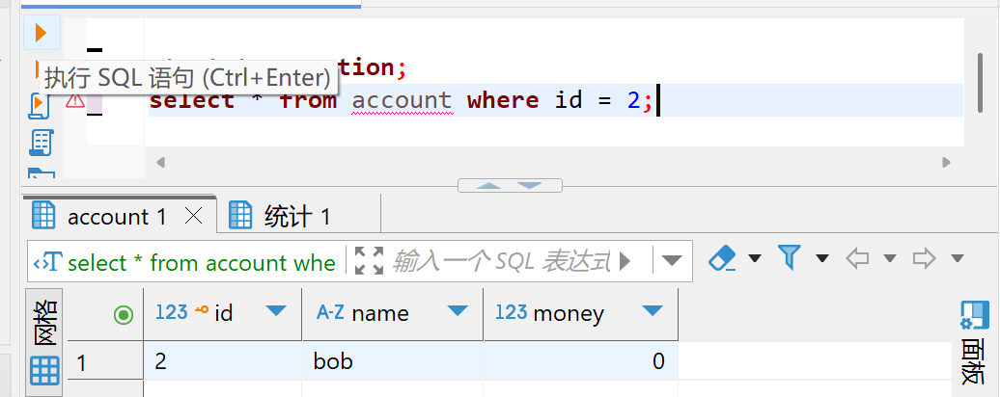 tion;
执行 SQL 语句 (Ctrl+Enter)
select * from account where id = 2;
account 1
统计 1
select * from account whe
输入一个 SQL 表达式
网格
123 id
A-Z name
123 money
1
2
bob
0
面板